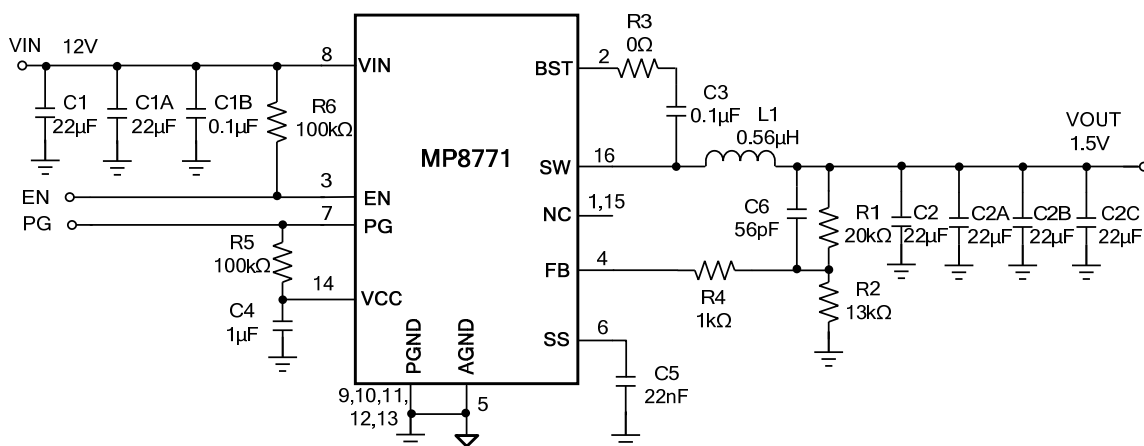 VIN 12V
8 VIN
C1
22µF
C1A
22µF
C1B
0.1µF
R6
100kΩ
EN 3 EN
PG 7 PG
R5
100kΩ
14 VCC
C4
1µF
MP8771
PGND
AGND
9,10,11,
12,13
5
BST 2
R3
0Ω
C3
0.1µF
L1
0.56µH
SW 16
NC 1,15
FB 4
R4
1kΩ
SS 6
C5
22nF
C6
56pF
R1
20kΩ
R2
13kΩ
C2
22µF
C2A
22µF
C2B
22µF
C2C
22µF
VOUT
1.5V